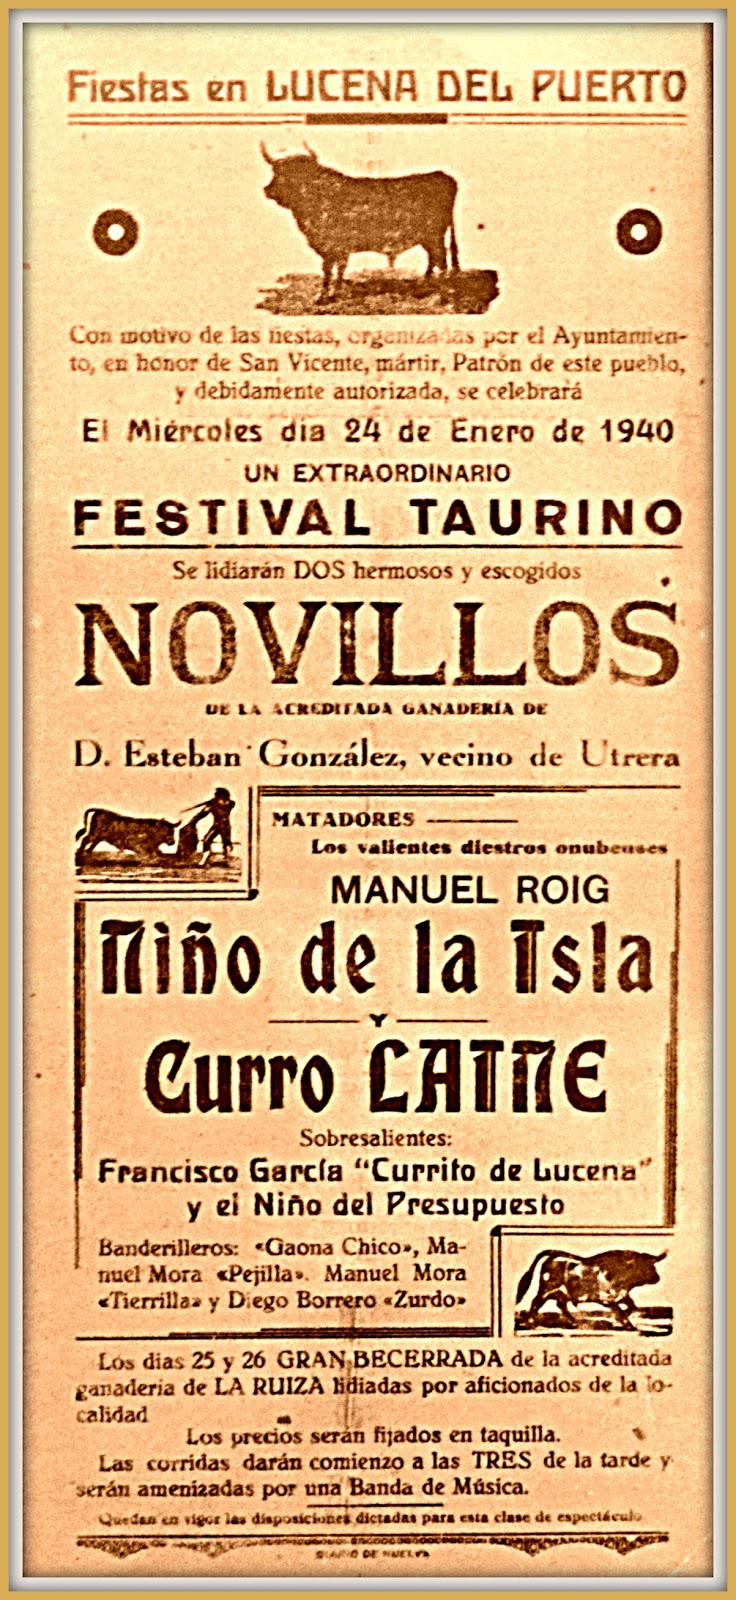 Fiestas en LUCENA DEL PUERTO
Con motivo de las fiestas, organizadas por el Ayuntamien-
to, en honor de San Vicente, mártir, Patrón de este pueblo,
y debidamente autorizada, se celebrará
El Miércoles dia 24 de Enero de 1940
UN EXTRAORDINARIO
FESTIVAL TAURINO
Se lidiarán DOS hermosos y escogidos
NOVILLOS
DE LA ACREDITADA GANADERÍA DE
D. Esteban González, vecino de Utrera
MATADORES
Los valientes diestros onubenses
MANUEL ROIG
Niño de la Isla
Y
Curro LAINE
Sobresalientes:
Francisco García "Currito de Lucena"
y el Niño del Presupuesto
Banderilleros: «Gaona Chico», Ma-
nuel Mora «Pejilla». Manuel Mora
«Tierrilla» y Diego Borrero «Zurdo»
Los dias 25 y 26 GRAN BECERRADA de la acreditada
ganaderia de LA RUIZA lidiadas por aficionados de la lo-
calidad
Los precios serán fijados en taquilla.
Las corridas darán comienzo a las TRES de la tarde y
serán amenizadas por una Banda de Música.
Quedan en vigor las disposiciones dictadas para esta clase de espectáculo
DIARIO DE HUELVA